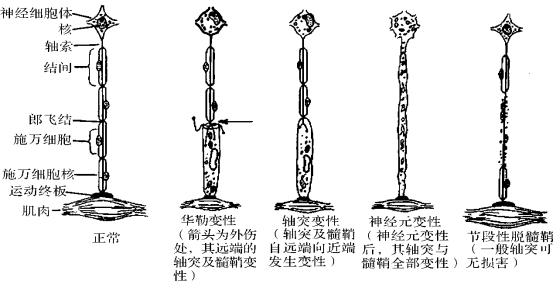 神经细胞体
核
轴索
结间
郎飞结
施万细胞
施万细胞核
运动终板
肌肉
正常
华勒变性
（箭头为外伤
处，其远端的
轴突及髓鞘变
性）
轴突变性
（轴突及髓鞘
自远端向近端
发生变性）
神经元变性
（神经元变性
后，其轴突与
髓鞘全部变性）
节段性脱髓鞘
（一般轴突可
无损害）